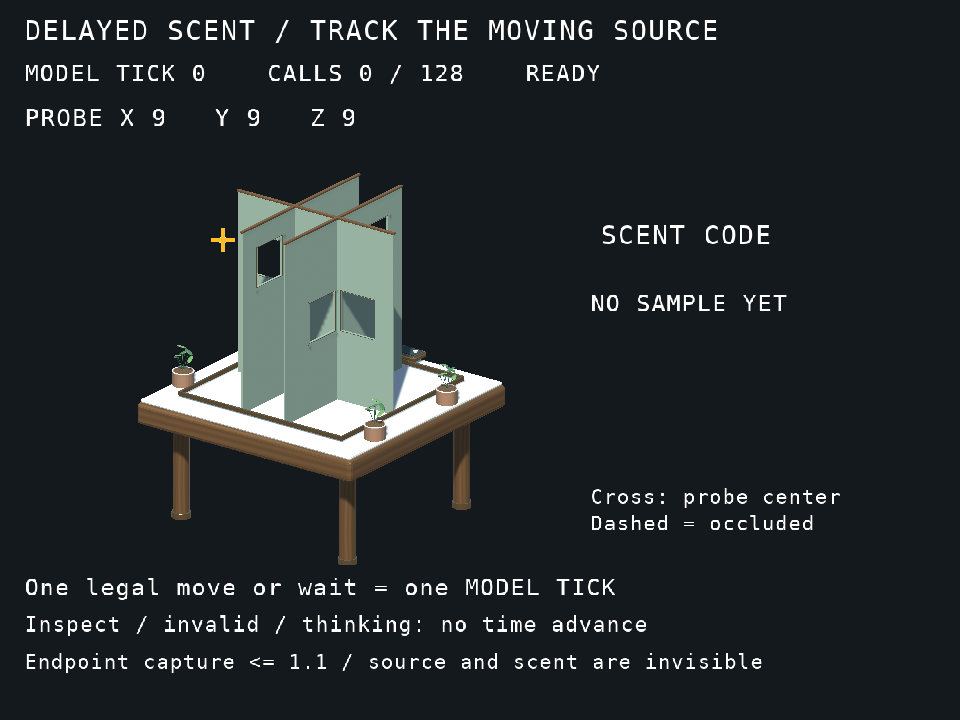 DELAYED SCENT / TRACK THE MOVING SOURCE
MODEL TICK 0    CALLS 0 / 128    READY
PROBE X 9   Y 9   Z 9
SCENT CODE
NO SAMPLE YET
Cross: probe center
Dashed = occluded
One legal move or wait = one MODEL TICK
Inspect / invalid / thinking: no time advance
Endpoint capture <= 1.1 / source and scent are invisible